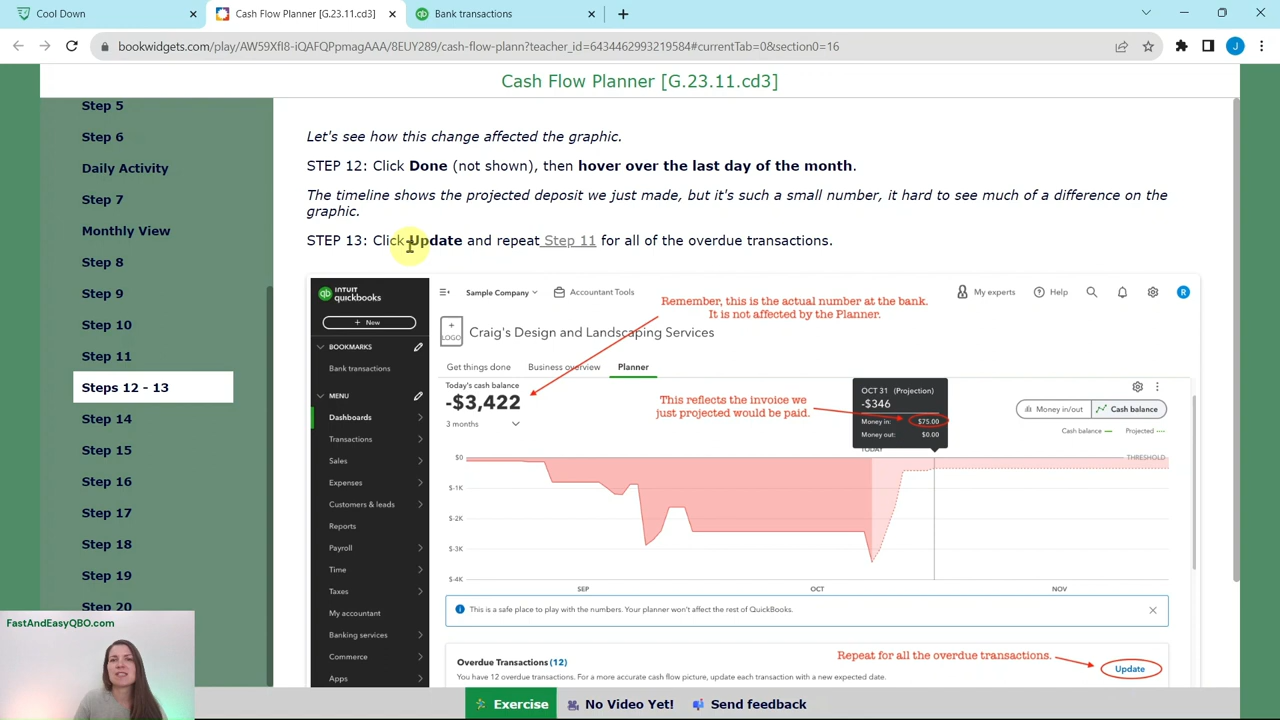 Cool Down
Cash Flow Planner [G.23.11.cd3]
Bank transactions
bookwidgets.com/play/AW59XfI8-iQAFQPpmagAAA/8EUY289/cash-flow-plann?teacher_id=6434462993219584#currentTab=0&section0=16
J
Cash Flow Planner [G.23.11.cd3]
Step 5
Step 6
Daily Activity
Step 7
Monthly View
Step 8
Step 9
Step 10
Step 11
Steps 12 - 13
Step 14
Step 15
Step 16
Step 17
Step 18
Step 19
Step 20
Let's see how this change affected the graphic.
STEP 12: Click Done (not shown), then hover over the last day of the month.
The timeline shows the projected deposit we just made, but it's such a small number, it hard to see much of a difference on the
graphic.
STEP 13: Click Update and repeat Step 11 for all of the overdue transactions.
INTUIT
quickbooks
+ New
BOOKMARKS
Bank transactions
MENU
Dashboards
Transactions
Sales
Expenses
Customers & leads
Reports
Payroll
Time
Taxes
My accountant
Banking services
Commerce
Apps
Sample Company
Accountant Tools
My experts
Help
R
Remember, this is the actual number at the bank.
It is not affected by the Planner.
+
LOGO
Craig's Design and Landscaping Services
Get things done
Business overview
Planner
Today's cash balance
-$3,422
3 months
This reflects the invoice we
just projected would be paid.
OCT 31 (Projection)
-$346
Money in: $75.00
Money out: $0.00
Money in/out
Cash balance
Cash balance
Projected
TODAY
THRESHOLD
$0
$-1K
$-2K
$-3K
$-4K
SEP
OCT
NOV
This is a safe place to play with the numbers. Your planner won't affect the rest of QuickBooks.
Overdue Transactions (12)
You have 12 overdue transactions. For a more accurate cash flow picture, update each transaction with a new expected date.
Repeat for all the overdue transactions.
Update
FastAndEasyQBO.com
Exercise
No Video Yet!
Send feedback